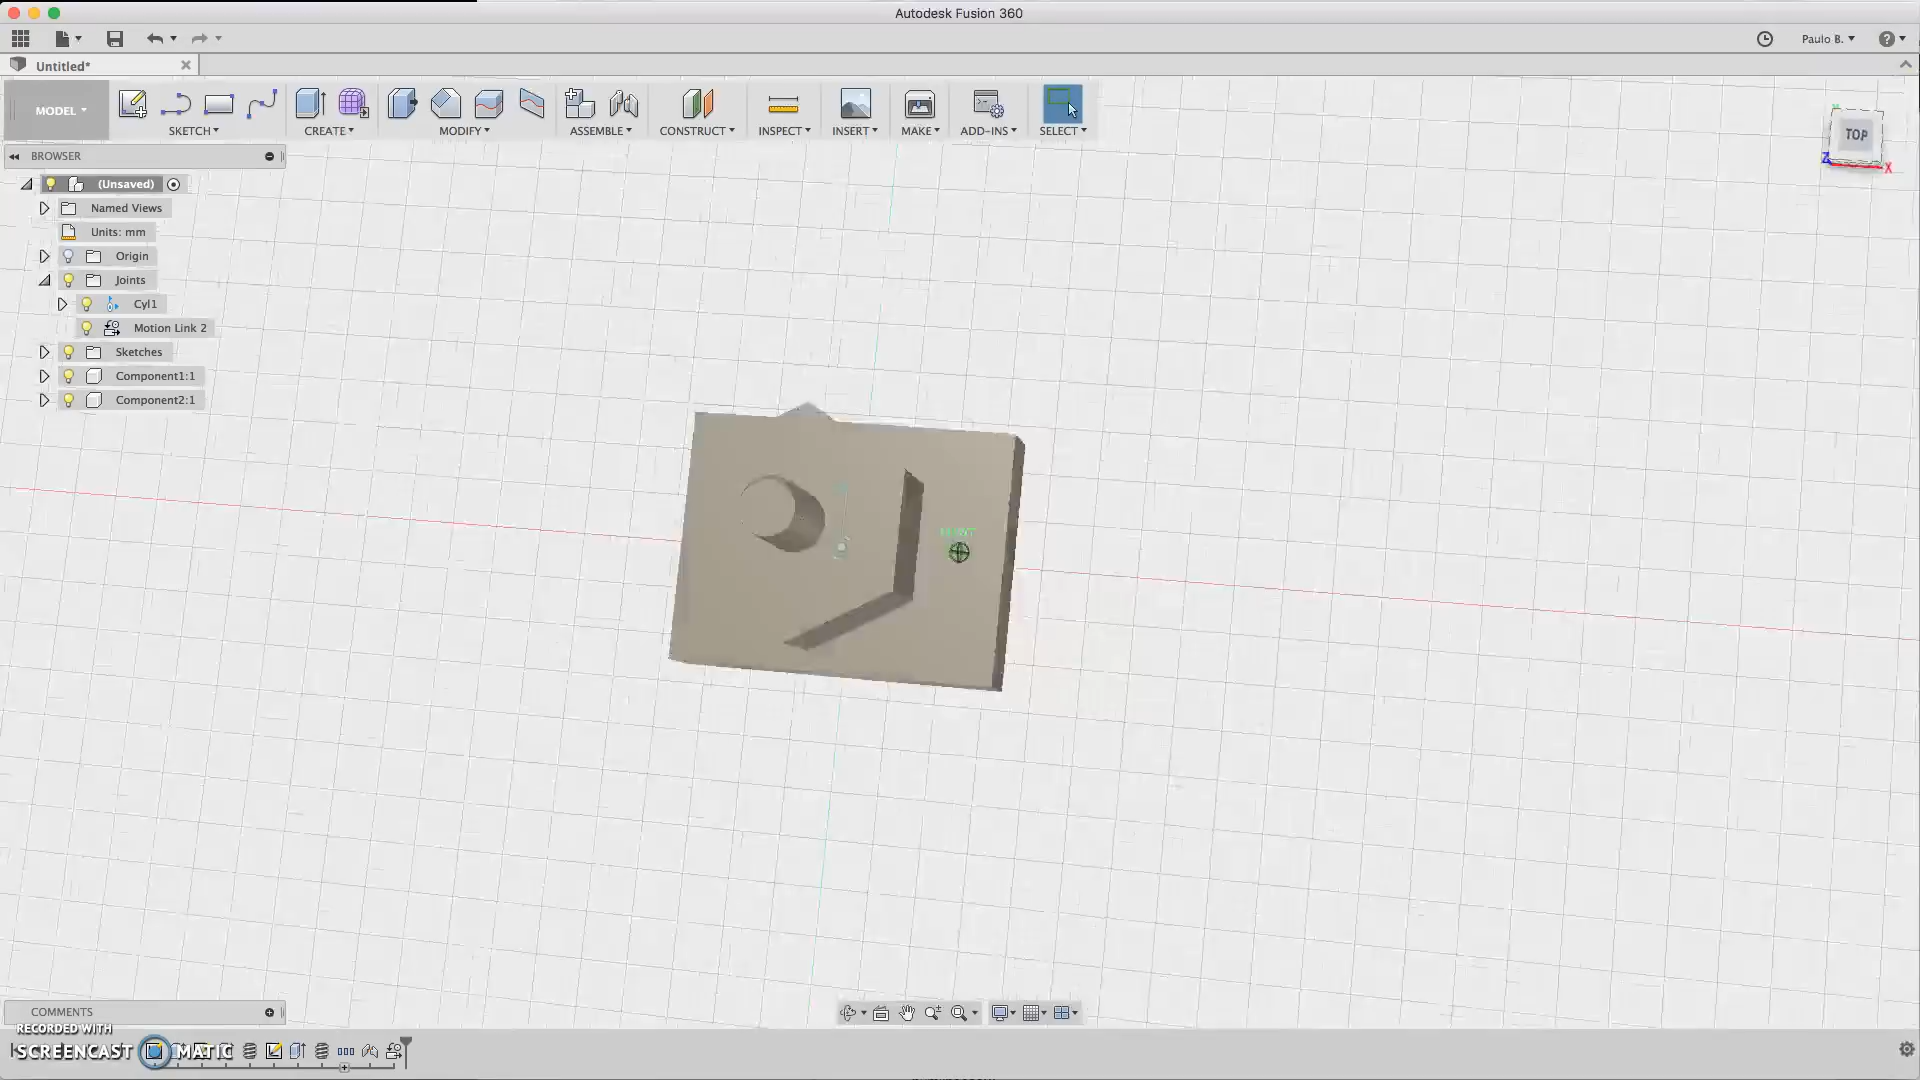 Autodesk Fusion 360
Paulo B.
Untitled*
MODEL
SKETCH
CREATE
MODIFY
ASSEMBLE
CONSTRUCT
INSPECT
INSERT
MAKE
ADD-INS
SELECT
TOP
Z
X
BROWSER
(Unsaved)
Named Views
Units: mm
Origin
Joints
Cyl1
Motion Link 2
Sketches
Component1:1
Component2:1
COMMENTS
RECORDED WITH
SCREENCAST MATIC